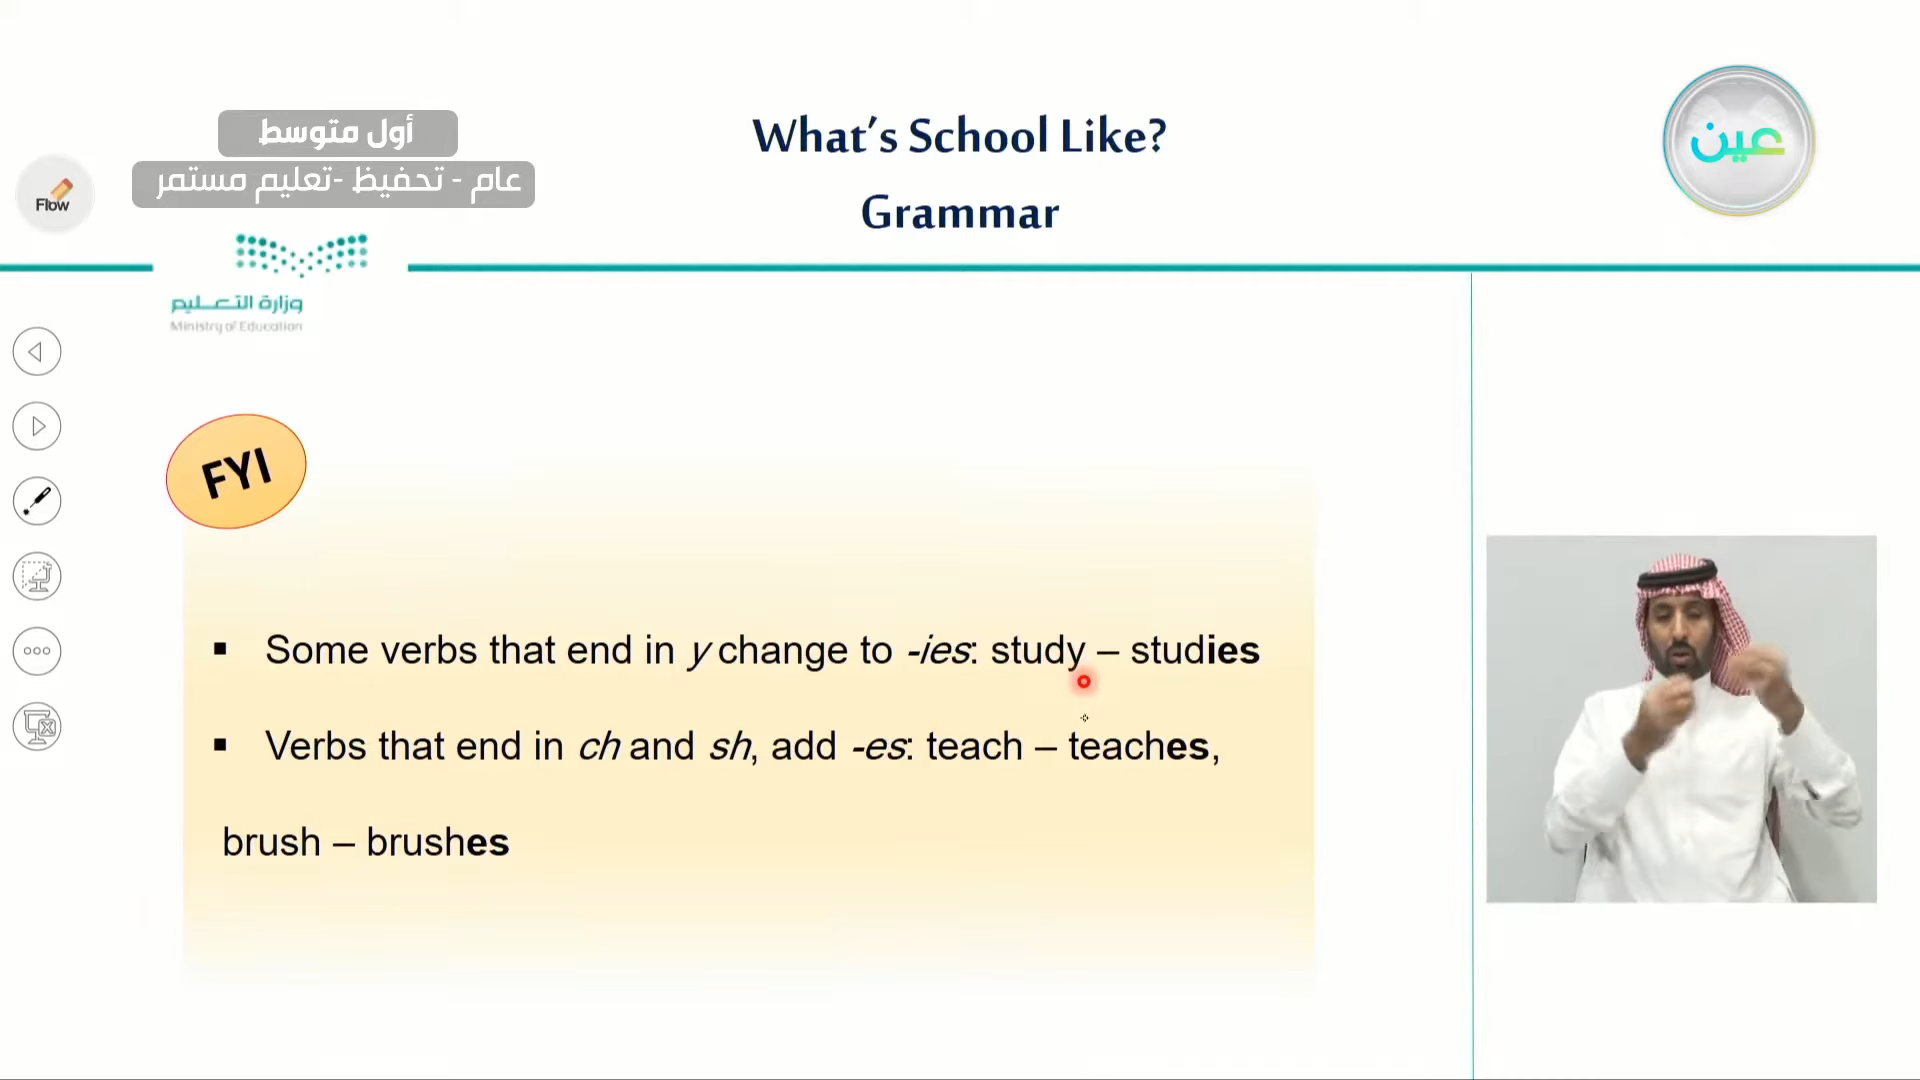 What's School Like?
Grammar
أول متوسط
عام - تحفيظ -تعليم مستمر
Flow
عين
وزارة التعليم
Ministry of Education
FYI
▪ Some verbs that end in y change to -ies: study – studies
▪ Verbs that end in ch and sh, add -es: teach – teaches,
brush – brushes